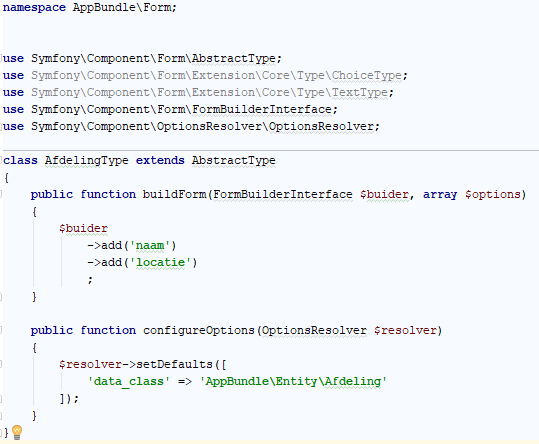 namespace AppBundle\Form;
use Symfony\Component\Form\AbstractType;
use Symfony\Component\Form\Extension\Core\Type\ChoiceType;
use Symfony\Component\Form\Extension\Core\Type\TextType;
use Symfony\Component\Form\FormBuilderInterface;
use Symfony\Component\OptionsResolver\OptionsResolver;
class AfdelingType extends AbstractType
{
    public function buildForm(FormBuilderInterface $buider, array $options)
    {
        $buider
            ->add('naam')
            ->add('locatie')
            ;
    }
    public function configureOptions(OptionsResolver $resolver)
    {
        $resolver->setDefaults([
            'data_class' => 'AppBundle\Entity\Afdeling'
        ]);
    }
}